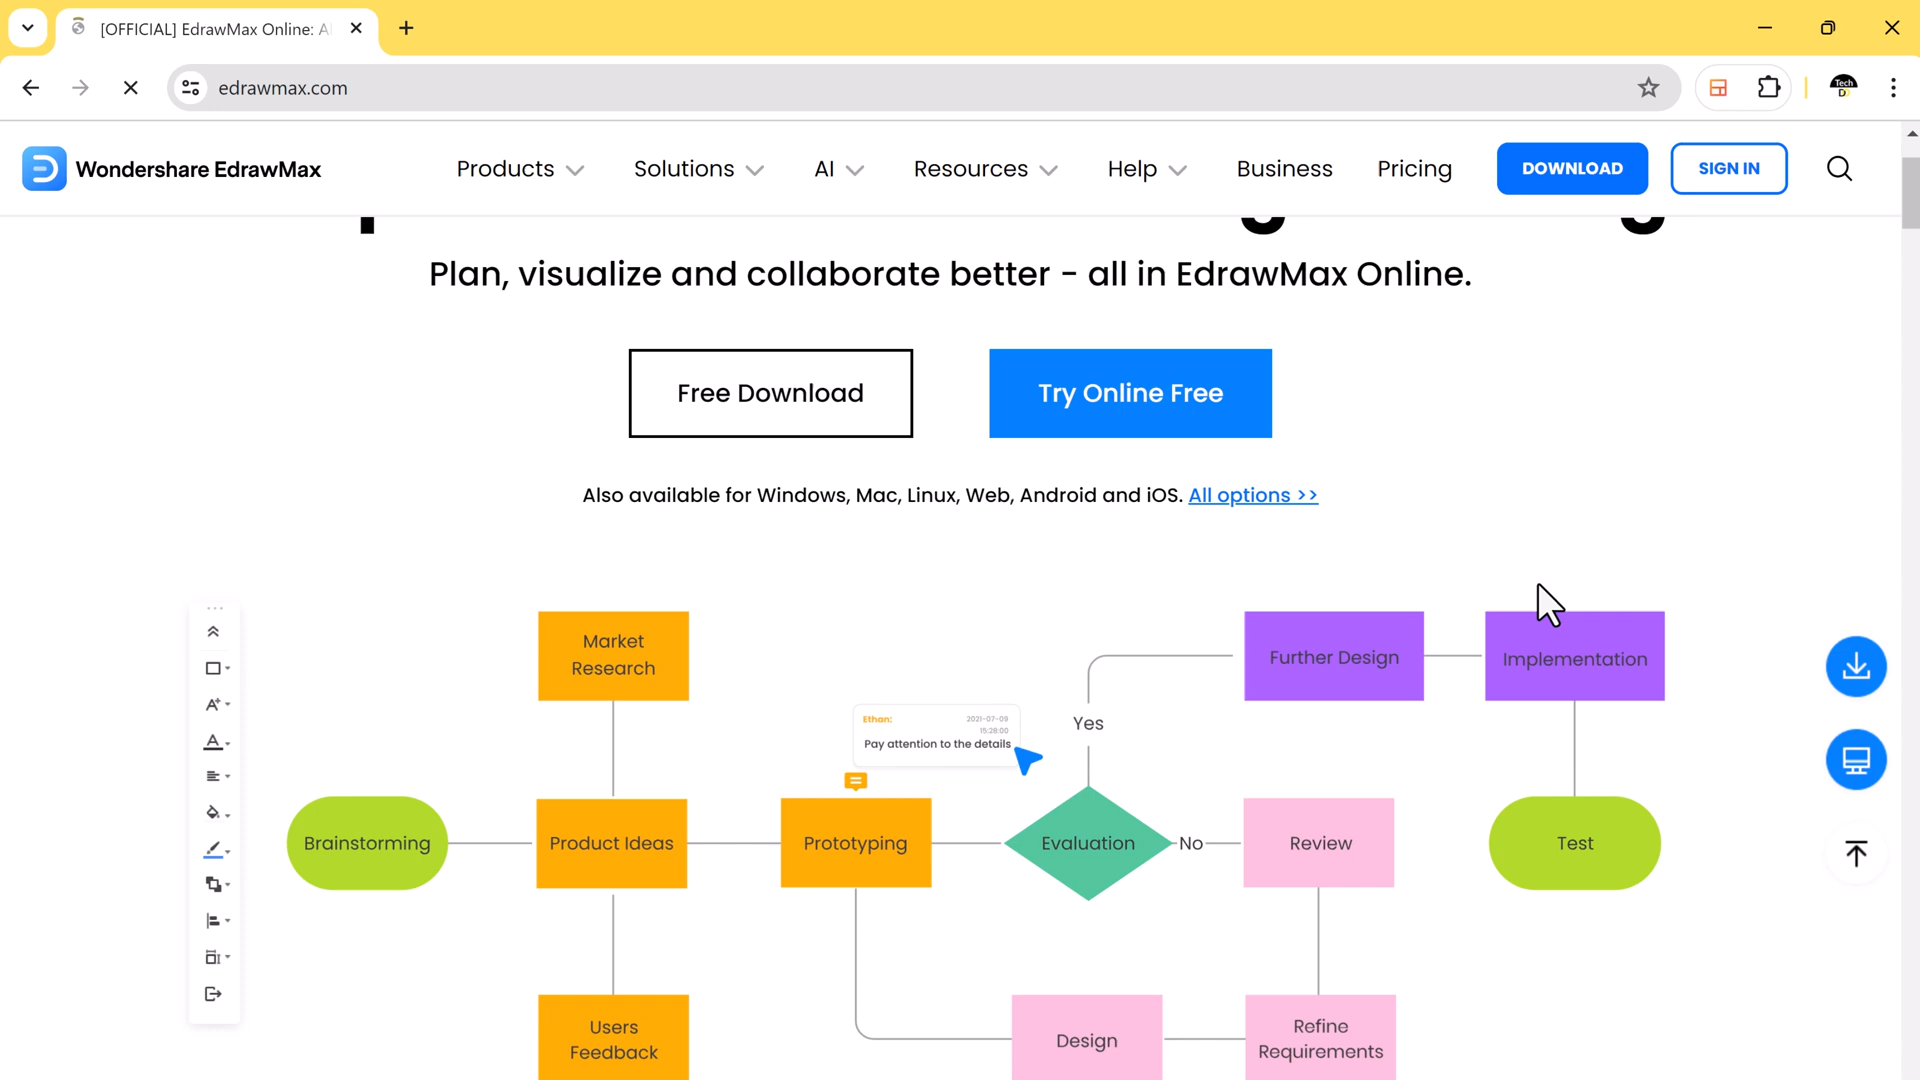 [OFFICIAL] EdrawMax Online:
edrawmax.com
Wondershare EdrawMax
Products
Solutions
AI
Resources
Help
Business
Pricing
DOWNLOAD
SIGN IN
Plan, visualize and collaborate better - all in EdrawMax Online.
Free Download
Try Online Free
Also available for Windows, Mac, Linux, Web, Android and iOS. All options >>
Market
Research
Further Design
Implementation
Ethan:
2021-07-09
15:28:00
Pay attention to the details
Yes
Brainstorming
Product Ideas
Prototyping
Evaluation
No
Review
Test
Users
Feedback
Design
Refine
Requirements